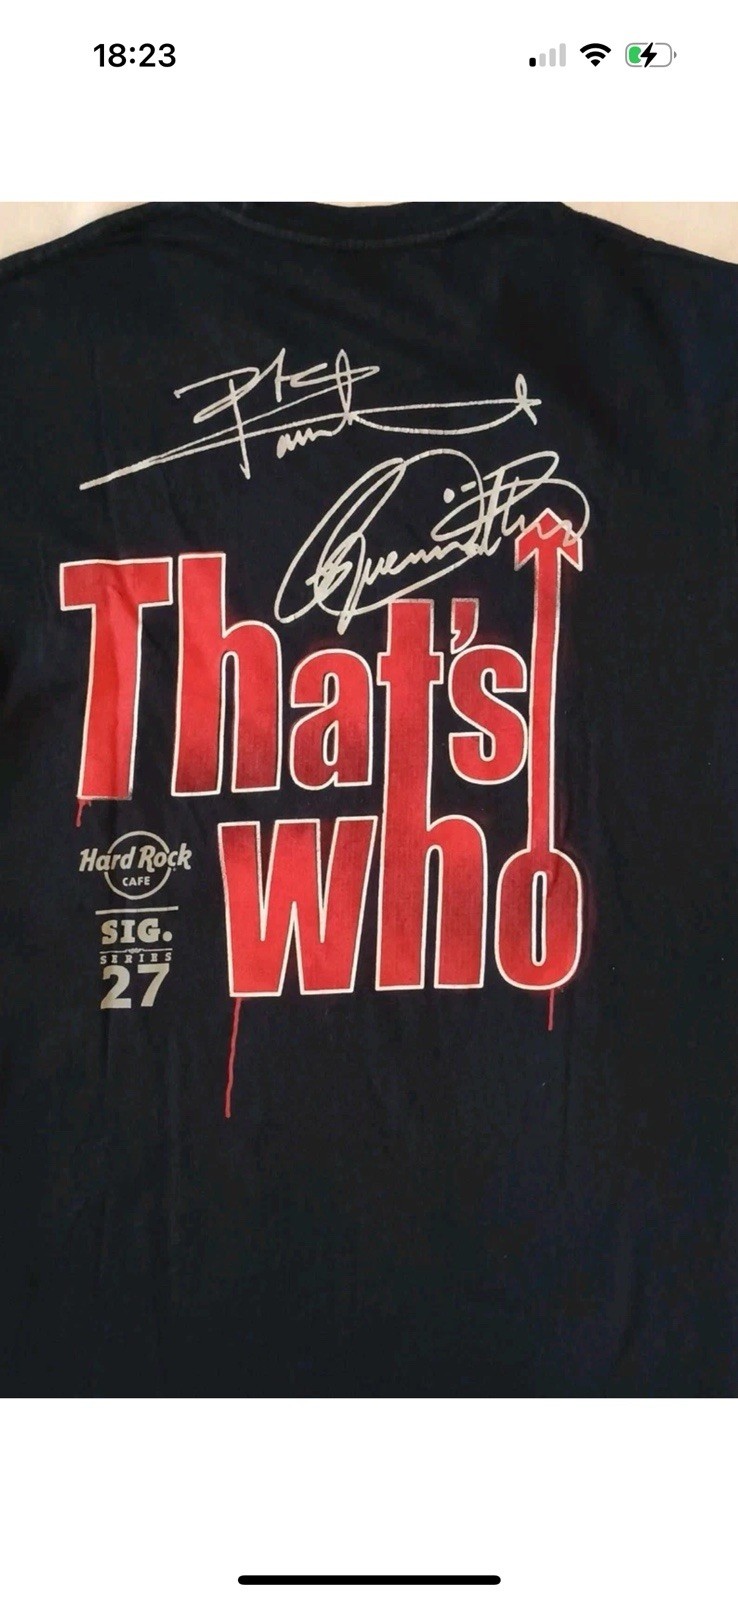 18:23
That's
who
Hard Rock
CAFE
SIG.
SERIES
27